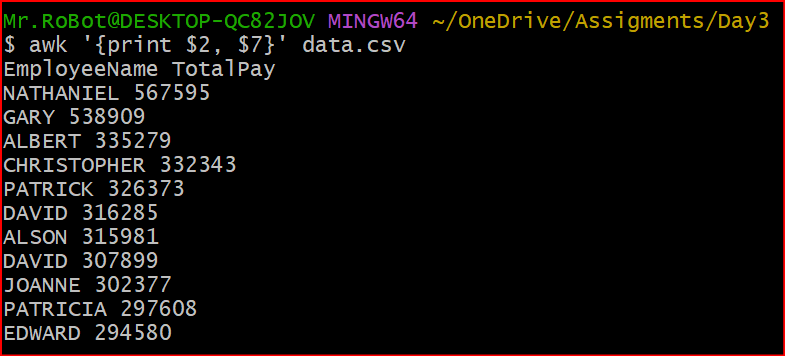 Mr.RoBot@DESKTOP-QC82JOV MINGW64 ~/OneDrive/Assigments/Day3
$ awk '{print $2, $7}' data.csv
EmployeeName TotalPay
NATHANIEL 567595
GARY 538909
ALBERT 335279
CHRISTOPHER 332343
PATRICK 326373
DAVID 316285
ALSON 315981
DAVID 307899
JOANNE 302377
PATRICIA 297608
EDWARD 294580